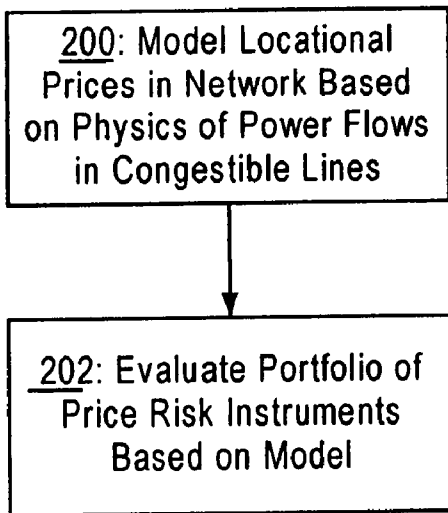 200: Model Locational
Prices in Network Based
on Physics of Power Flows
in Congestible Lines
202: Evaluate Portfolio of
Price Risk Instruments
Based on Model